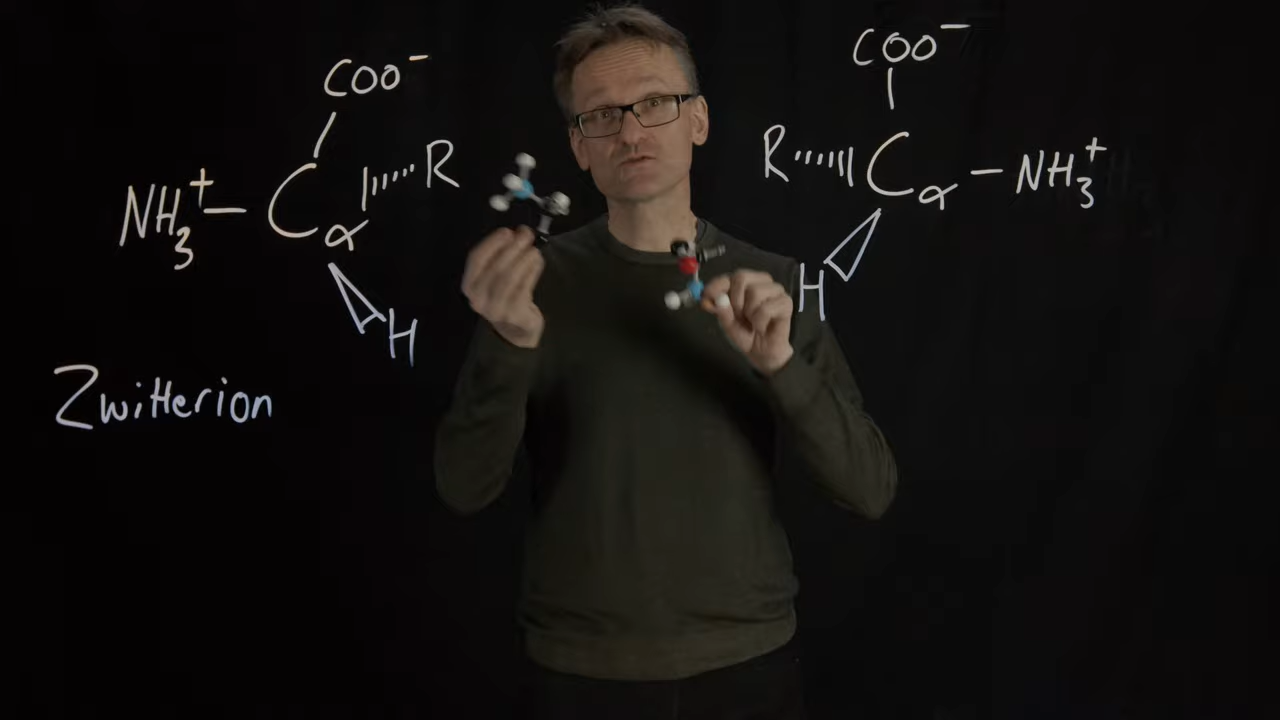 COO⁻
NH₃⁺ — Cα ···· R
H
Zwitterion
COO⁻
R ···· Cα — NH₃⁺
H